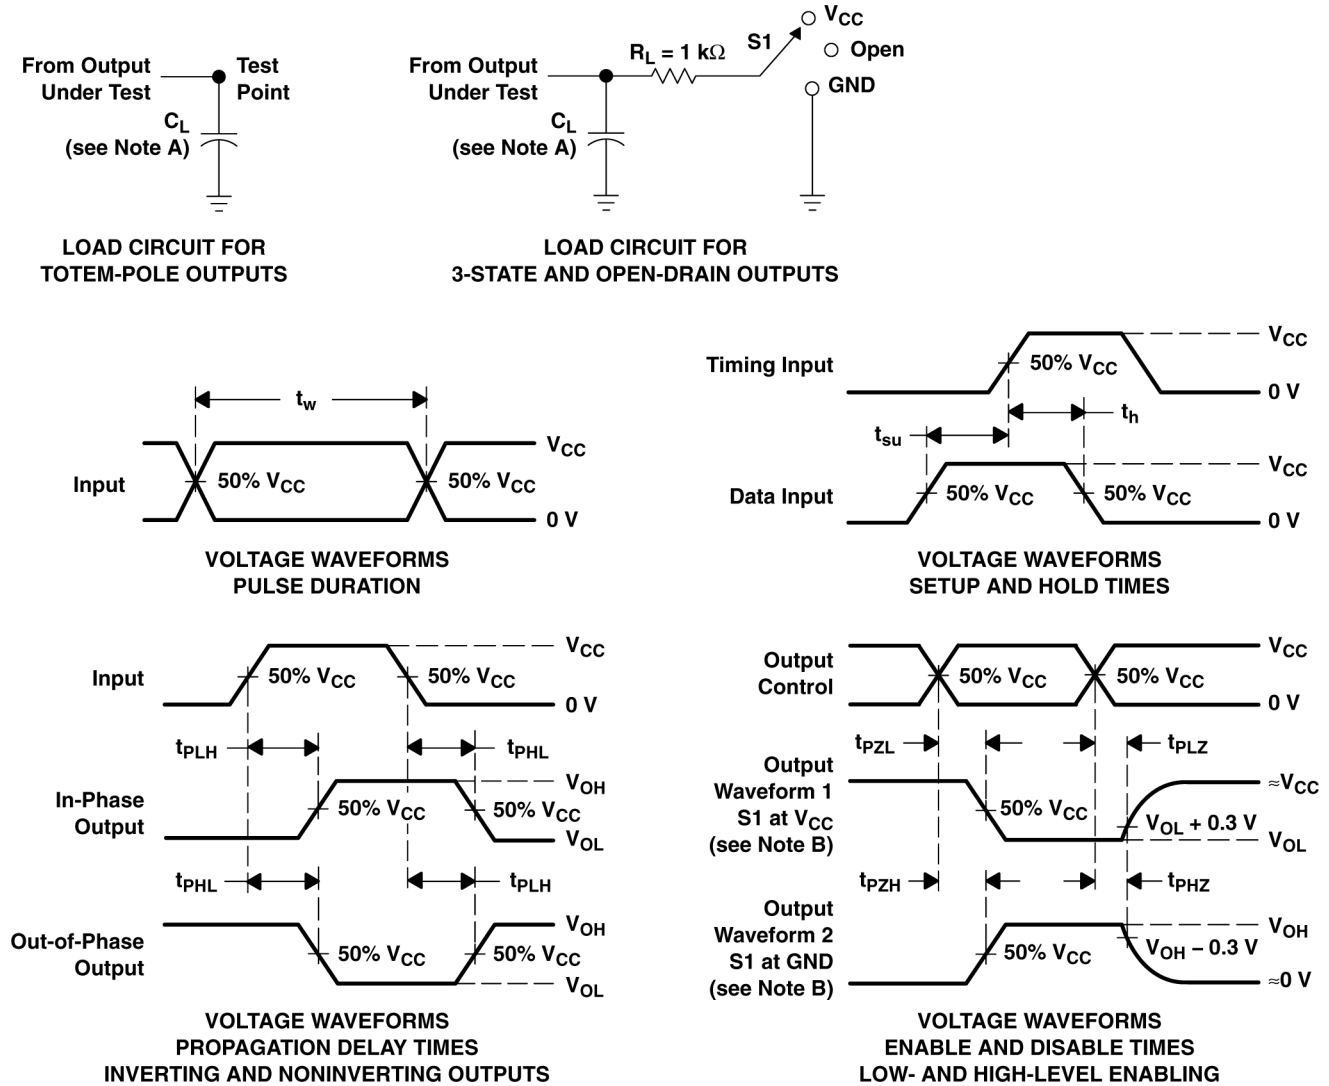 From Output
Under Test
Test
Point
CL
(see Note A)
LOAD CIRCUIT FOR
TOTEM-POLE OUTPUTS
From Output
Under Test
RL = 1 kΩ
S1
VCC
Open
GND
CL
(see Note A)
LOAD CIRCUIT FOR
3-STATE AND OPEN-DRAIN OUTPUTS
tw
Input
50% VCC
50% VCC
VCC
0 V
VOLTAGE WAVEFORMS
PULSE DURATION
Timing Input
50% VCC
VCC
0 V
th
tsu
Data Input
50% VCC
50% VCC
VCC
0 V
VOLTAGE WAVEFORMS
SETUP AND HOLD TIMES
Input
50% VCC
50% VCC
VCC
0 V
tPLH
tPHL
In-Phase
Output
50% VCC
50% VCC
VOH
VOL
tPHL
tPLH
Out-of-Phase
Output
50% VCC
50% VCC
VOH
VOL
VOLTAGE WAVEFORMS
PROPAGATION DELAY TIMES
INVERTING AND NONINVERTING OUTPUTS
Output
Control
50% VCC
50% VCC
VCC
0 V
tPZL
tPLZ
Output
Waveform 1
S1 at VCC
(see Note B)
50% VCC
VOL + 0.3 V
≈VCC
VOL
tPZH
tPHZ
Output
Waveform 2
S1 at GND
(see Note B)
50% VCC
VOH − 0.3 V
VOH
≈0 V
VOLTAGE WAVEFORMS
ENABLE AND DISABLE TIMES
LOW- AND HIGH-LEVEL ENABLING